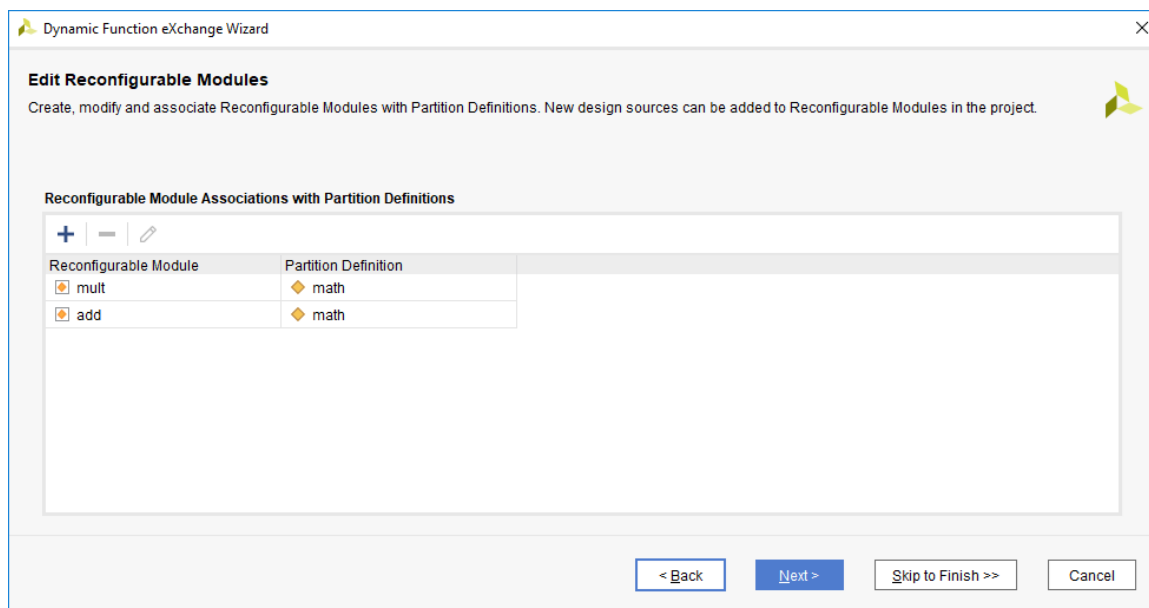 Dynamic Function eXchange Wizard
Edit Reconfigurable Modules
Create, modify and associate Reconfigurable Modules with Partition Definitions. New design sources can be added to Reconfigurable Modules in the project.
Reconfigurable Module Associations with Partition Definitions
Reconfigurable Module Partition Definition
mult math
add math
< Back Next > Skip to Finish >> Cancel